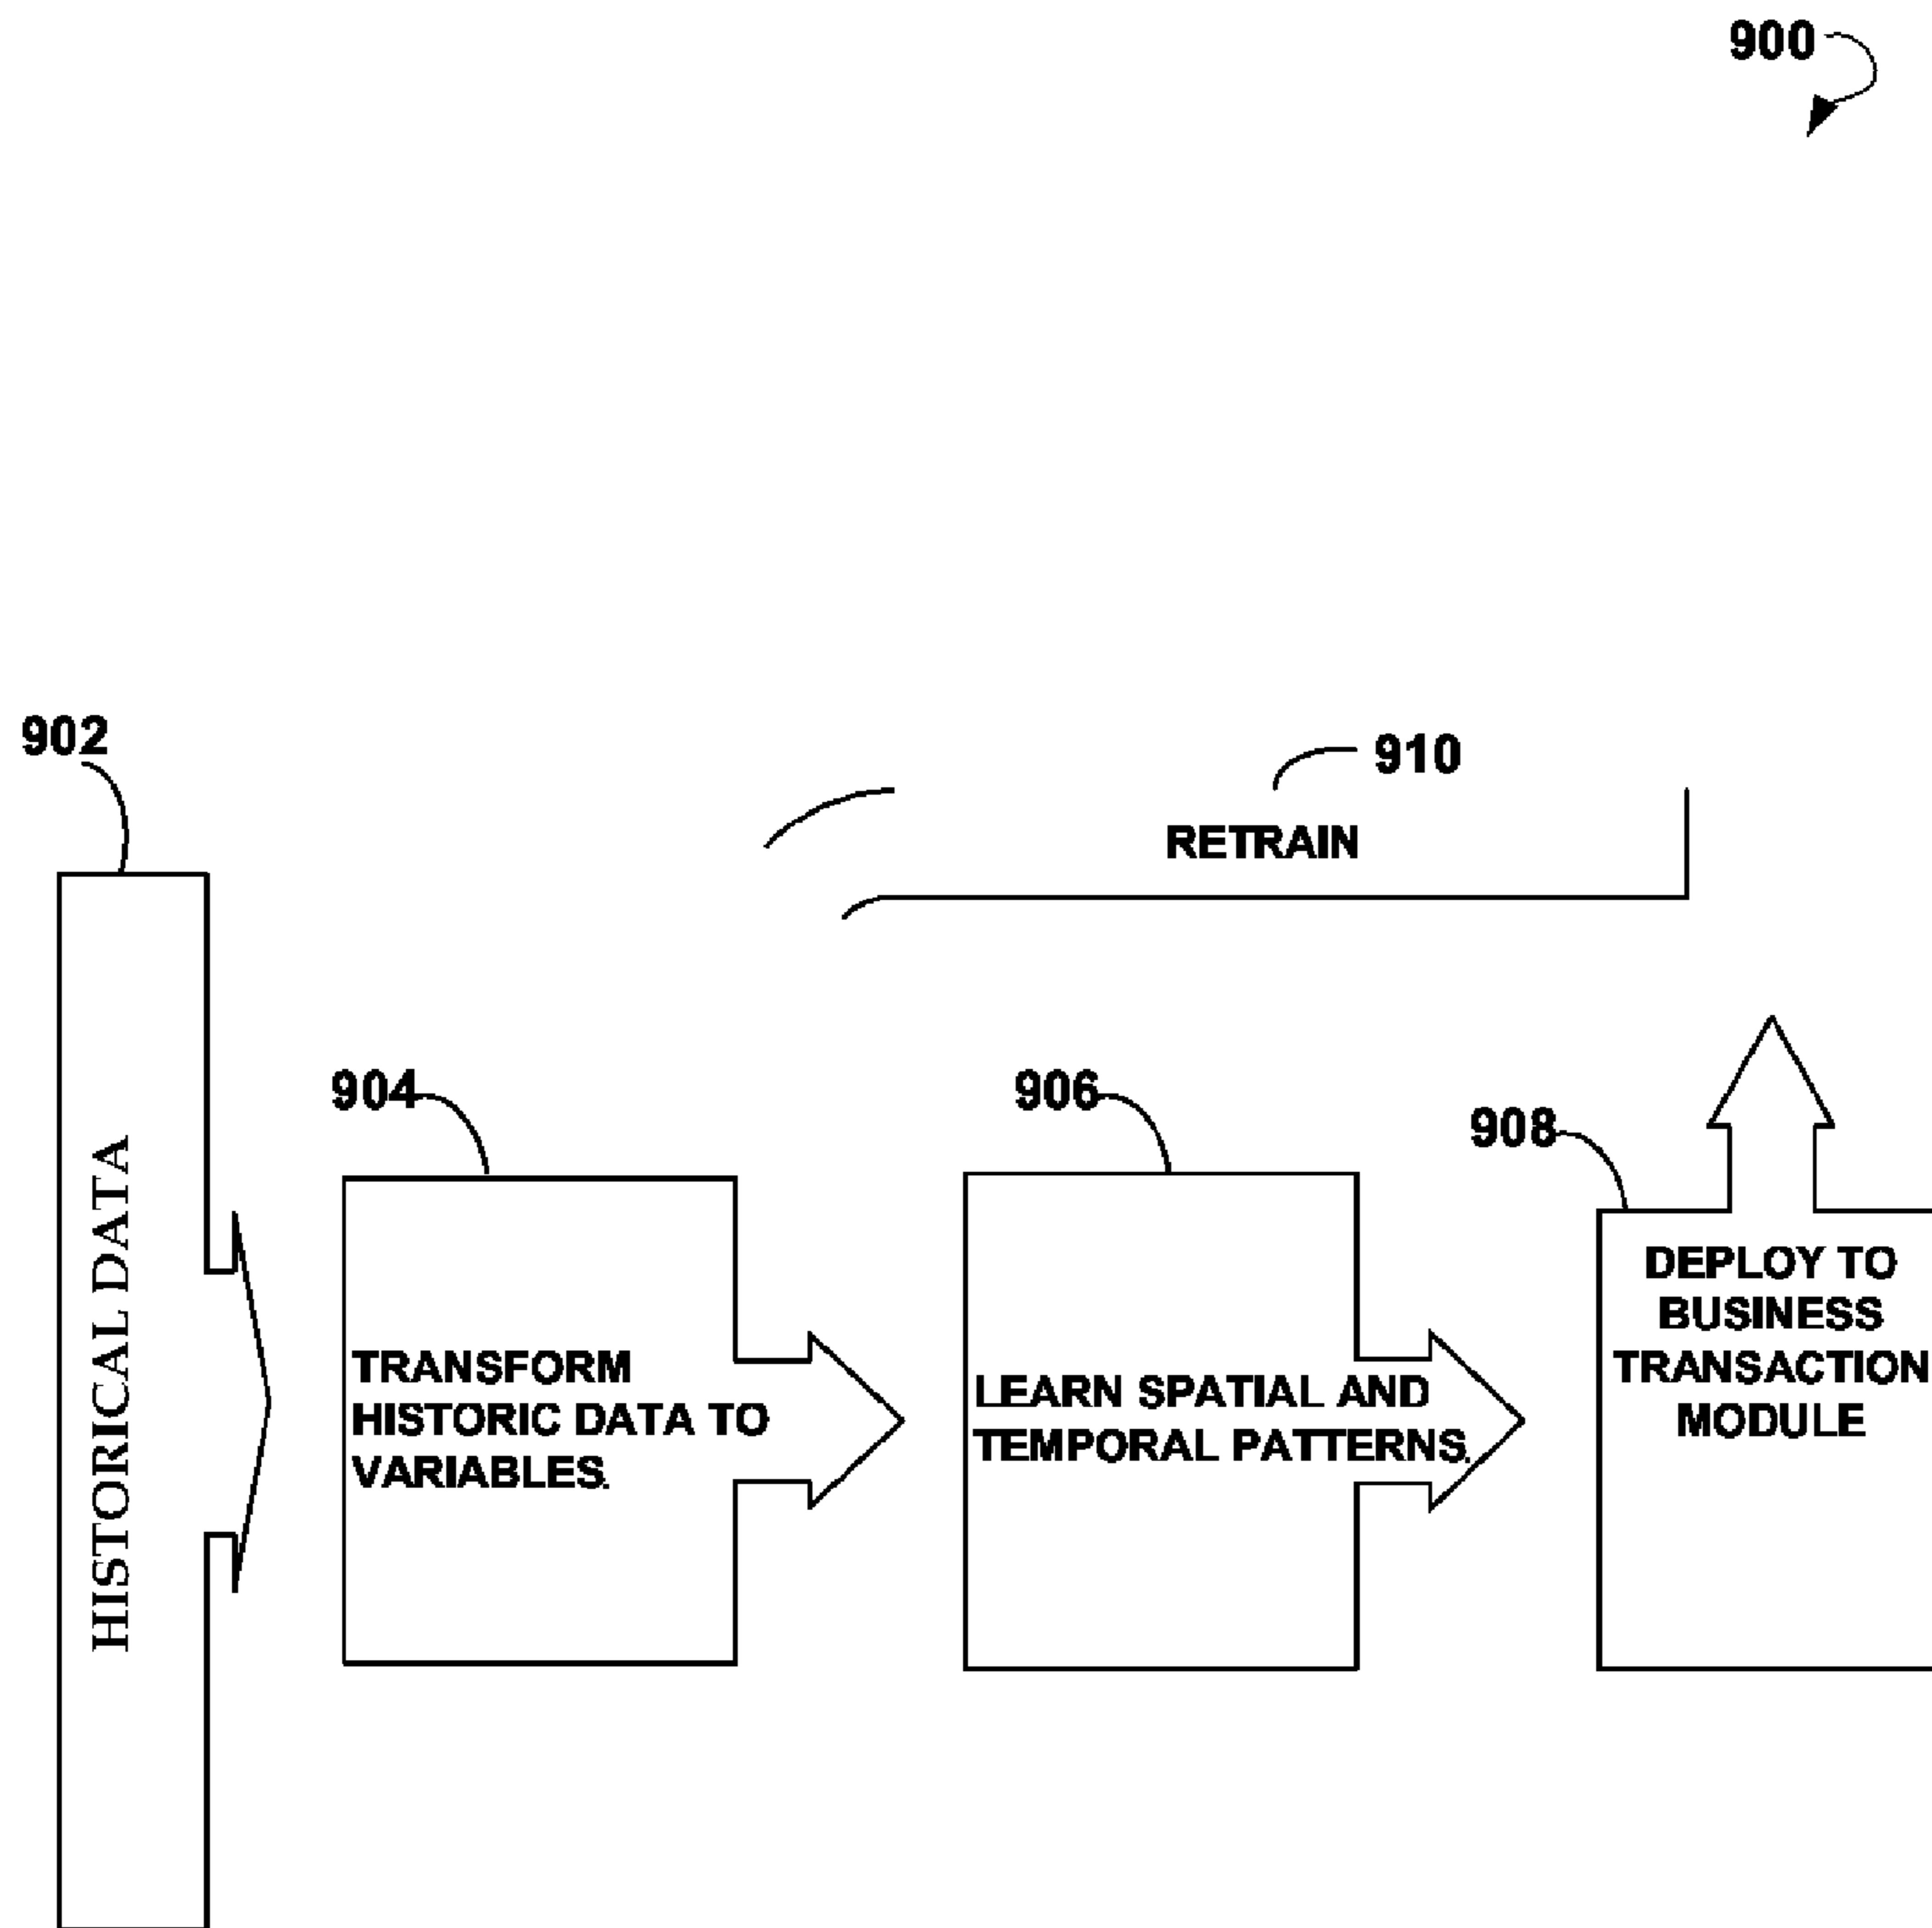 900
902
910
RETRAIN
904
906
908
HISTORICAL DATA
TRANSFORM
HISTORIC DATA TO
VARIABLES.
LEARN SPATIAL AND
TEMPORAL PATTERNS.
DEPLOY TO
BUSINESS
TRANSACTION
MODULE